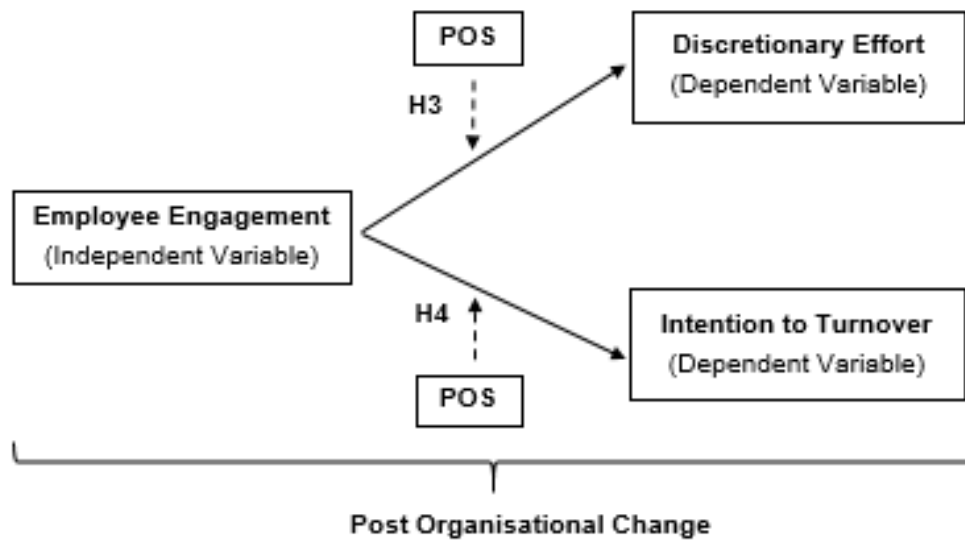 POS
H3
Discretionary Effort
(Dependent Variable)
Employee Engagement
(Independent Variable)
H4
POS
Intention to Turnover
(Dependent Variable)
Post Organisational Change